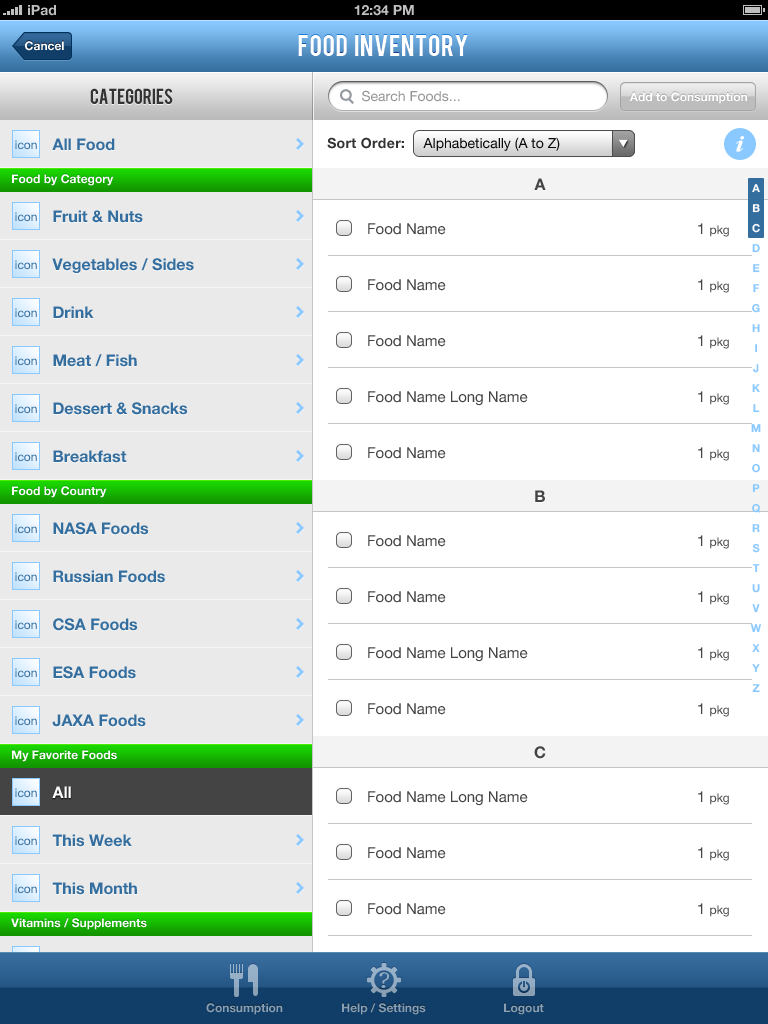 iPad 12:34 PM
Cancel FOOD INVENTORY
CATEGORIES
icon All Food
Food by Category
icon Fruit & Nuts
icon Vegetables / Sides
icon Drink
icon Meat / Fish
icon Dessert & Snacks
icon Breakfast
Food by Country
icon NASA Foods
icon Russian Foods
icon CSA Foods
icon ESA Foods
icon JAXA Foods
My Favorite Foods
icon All
icon This Week
icon This Month
Vitamins / Supplements
Search Foods... Add to Consumption
Sort Order: Alphabetically (A to Z) i
A
Food Name 1 pkg
Food Name 1 pkg
Food Name 1 pkg
Food Name Long Name 1 pkg
Food Name 1 pkg
B
Food Name 1 pkg
Food Name 1 pkg
Food Name Long Name 1 pkg
Food Name 1 pkg
C
Food Name Long Name 1 pkg
Food Name 1 pkg
Food Name 1 pkg
A
B
C
D
E
F
G
H
I
J
K
L
M
N
O
P
Q
R
S
T
U
V
W
X
Y
Z
Consumption Help / Settings Logout